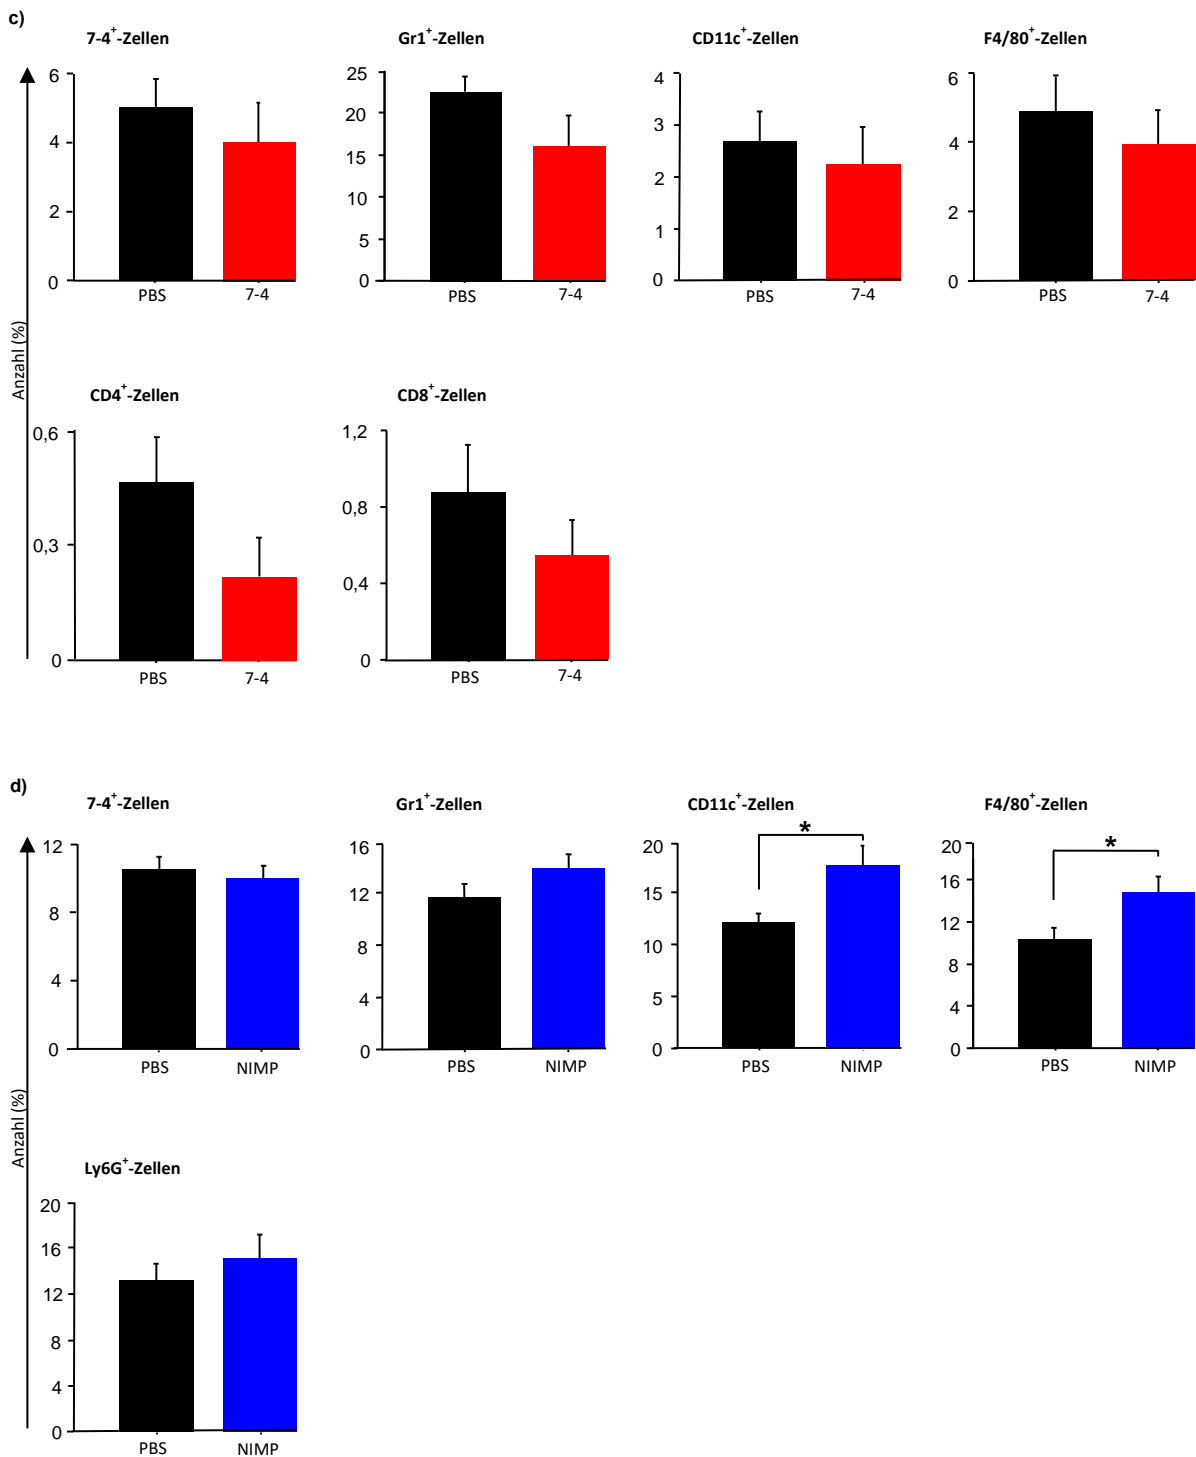 c)
7-4+-Zellen
Gr1+-Zellen
CD11c+-Zellen
F4/80+-Zellen
6
4
2
0
PBS
7-4
25
20
15
10
5
0
PBS
7-4
4
3
2
1
0
PBS
7-4
6
4
2
0
PBS
7-4
Anzahl (%)
CD4+-Zellen
CD8+-Zellen
0,6
0,3
0
PBS
7-4
1,2
0,8
0,4
0
PBS
7-4
d)
7-4+-Zellen
Gr1+-Zellen
CD11c+-Zellen
F4/80+-Zellen
12
8
4
0
PBS
NIMP
16
12
8
4
0
PBS
NIMP
*
20
15
10
5
0
PBS
NIMP
*
20
16
12
8
4
0
PBS
NIMP
Anzahl (%)
Ly6G+-Zellen
20
16
12
8
4
0
PBS
NIMP